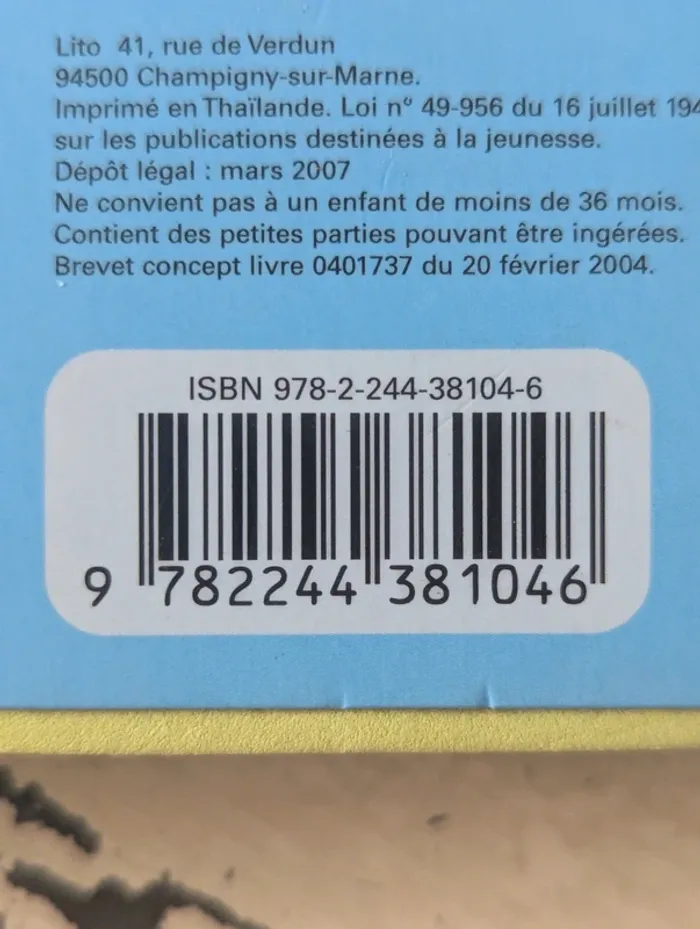 Lito 41, rue de Verdun
94500 Champigny-sur-Marne.
Imprimé en Thaïlande. Loi n° 49-956 du 16 juillet 194
sur les publications destinées à la jeunesse.
Dépôt légal : mars 2007
Ne convient pas à un enfant de moins de 36 mois.
Contient des petites parties pouvant être ingérées.
Brevet concept livre 0401737 du 20 février 2004.
ISBN 978-2-244-38104-6
9 782244 381046